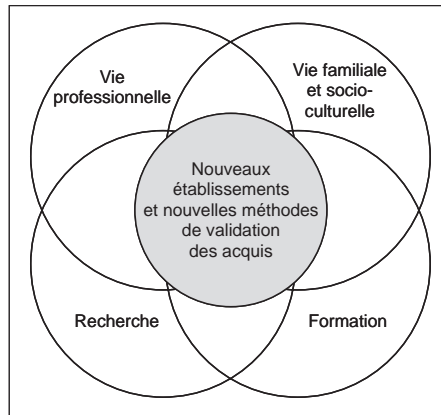 Vie
professionnelle
Vie familiale
et socio-
culturelle
Nouveaux
établissements
et nouvelles méthodes
de validation
des acquis
Recherche
Formation